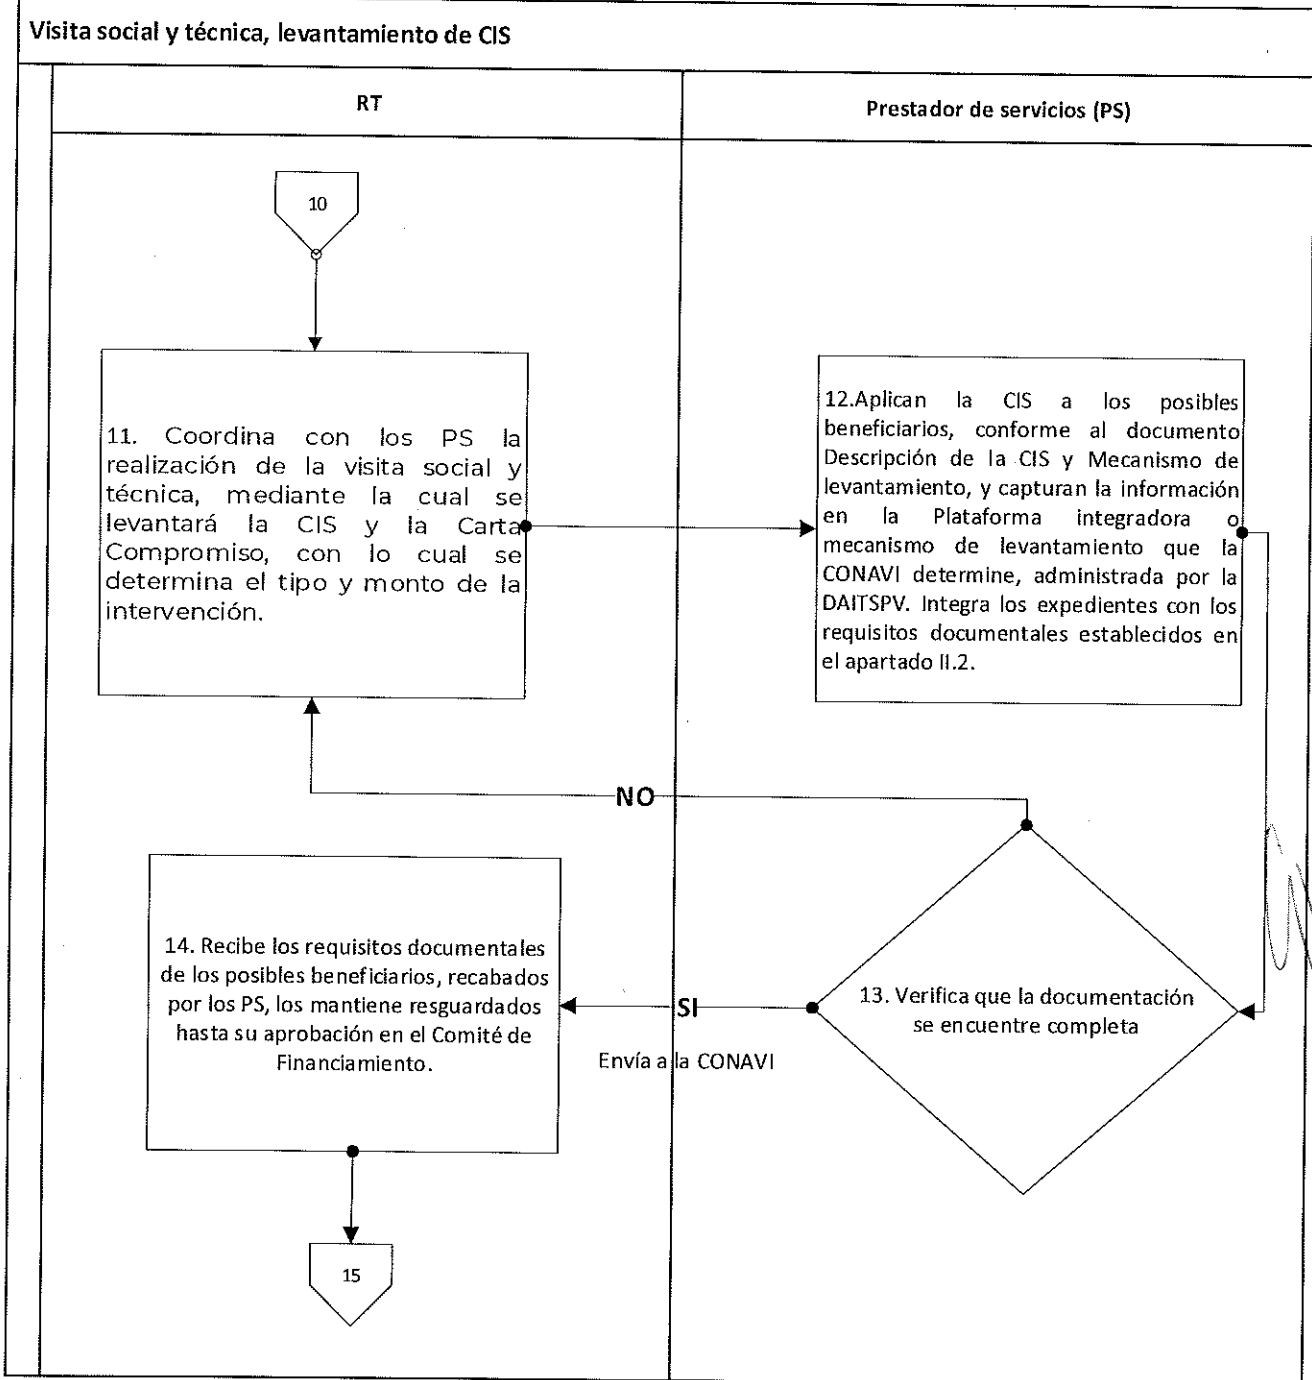 Visita social y técnica, levantamiento de CIS
RT
Prestador de servicios (PS)
10
11. Coordina con los PS la
realización de la visita social y
técnica, mediante la cual se
levantará la CIS y la Carta
Compromiso, con lo cual se
determina el tipo y monto de la
intervención.
12.Aplican la CIS a los posibles
beneficiarios, conforme al documento
Descripción de la CIS y Mecanismo de
levantamiento, y capturan la información
en la Plataforma integradora o
mecanismo de levantamiento que la
CONAVI determine, administrada por la
DAITSPV. Integra los expedientes con los
requisitos documentales establecidos en
el apartado II.2.
NO
13. Verifica que la documentación
se encuentre completa
SI
Envía a la CONAVI
14. Recibe los requisitos documentales
de los posibles beneficiarios, recabados
por los PS, los mantiene resguardados
hasta su aprobación en el Comité de
Financiamiento.
15